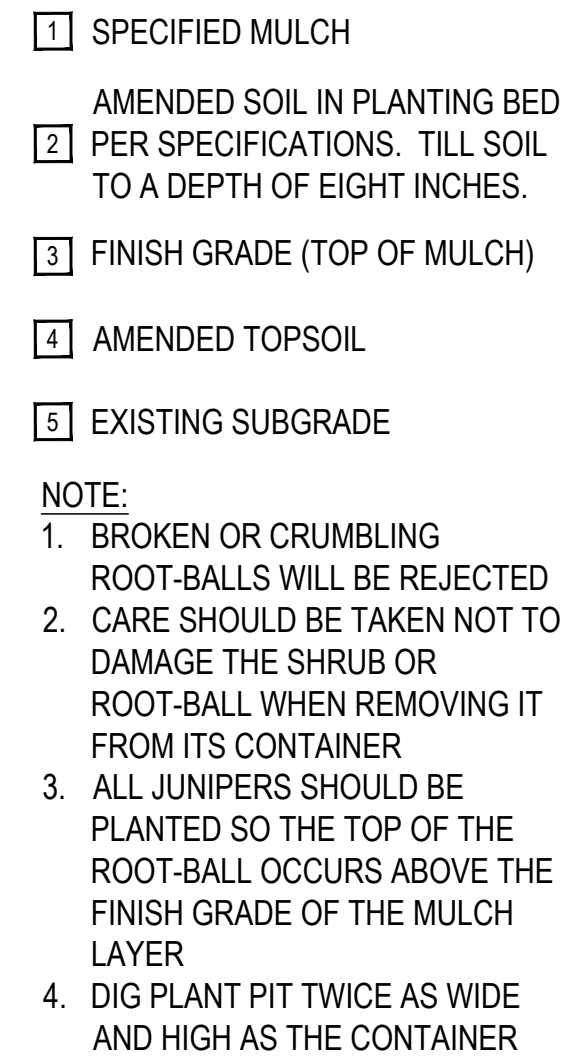 1 SPECIFIED MULCH
AMENDED SOIL IN PLANTING BED
2 PER SPECIFICATIONS. TILL SOIL
TO A DEPTH OF EIGHT INCHES.
3 FINISH GRADE (TOP OF MULCH)
4 AMENDED TOPSOIL
5 EXISTING SUBGRADE
NOTE:
1. BROKEN OR CRUMBLING
ROOT-BALLS WILL BE REJECTED
2. CARE SHOULD BE TAKEN NOT TO
DAMAGE THE SHRUB OR
ROOT-BALL WHEN REMOVING IT
FROM ITS CONTAINER
3. ALL JUNIPERS SHOULD BE
PLANTED SO THE TOP OF THE
ROOT-BALL OCCURS ABOVE THE
FINISH GRADE OF THE MULCH
LAYER
4. DIG PLANT PIT TWICE AS WIDE
AND HIGH AS THE CONTAINER